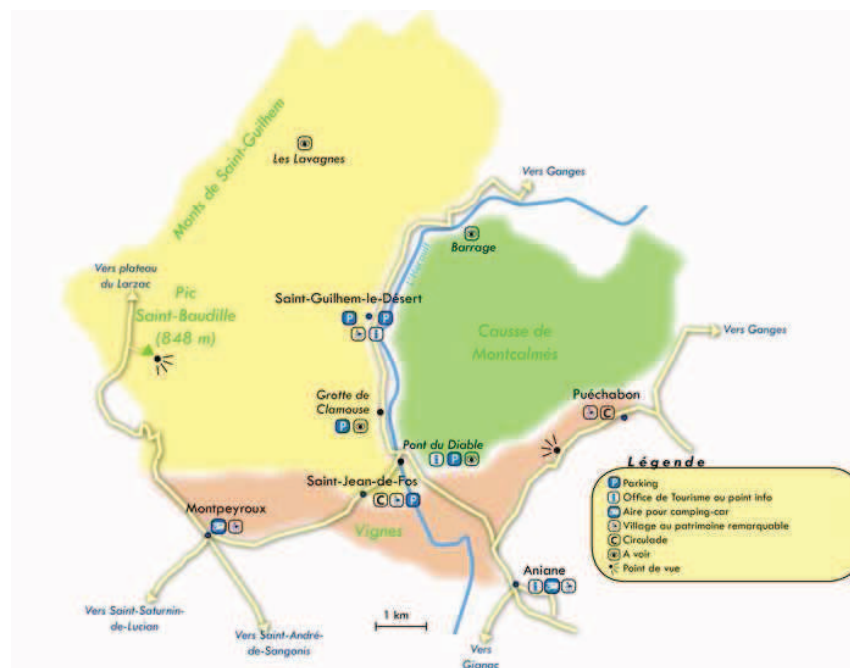 Les Lavagnes
Monts de Saint-Guilhem
Vers Ganges
Barrage
L'Hérault
Vers plateau
du Larzac
Pic
Saint-Baudille
(848 m)
Saint-Guilhem-le-Désert
P
P
i
Causse de
Montcalmès
Vers Ganges
Puéchabon
C
Grotte de
Clamouse
P
Pont du Diable
i
P
Saint-Jean-de-Fos
C
P
Montpeyroux
Vignes
Légende
P Parking
i Office de Tourisme ou point info
Aire pour camping-car
Village au patrimoine remarquable
C Circulade
A voir
Point de vue
Aniane
i
1 km
Vers Saint-Saturnin-
de-Lucian
Vers Saint-André-
de-Sangonis
Vers
Gignac